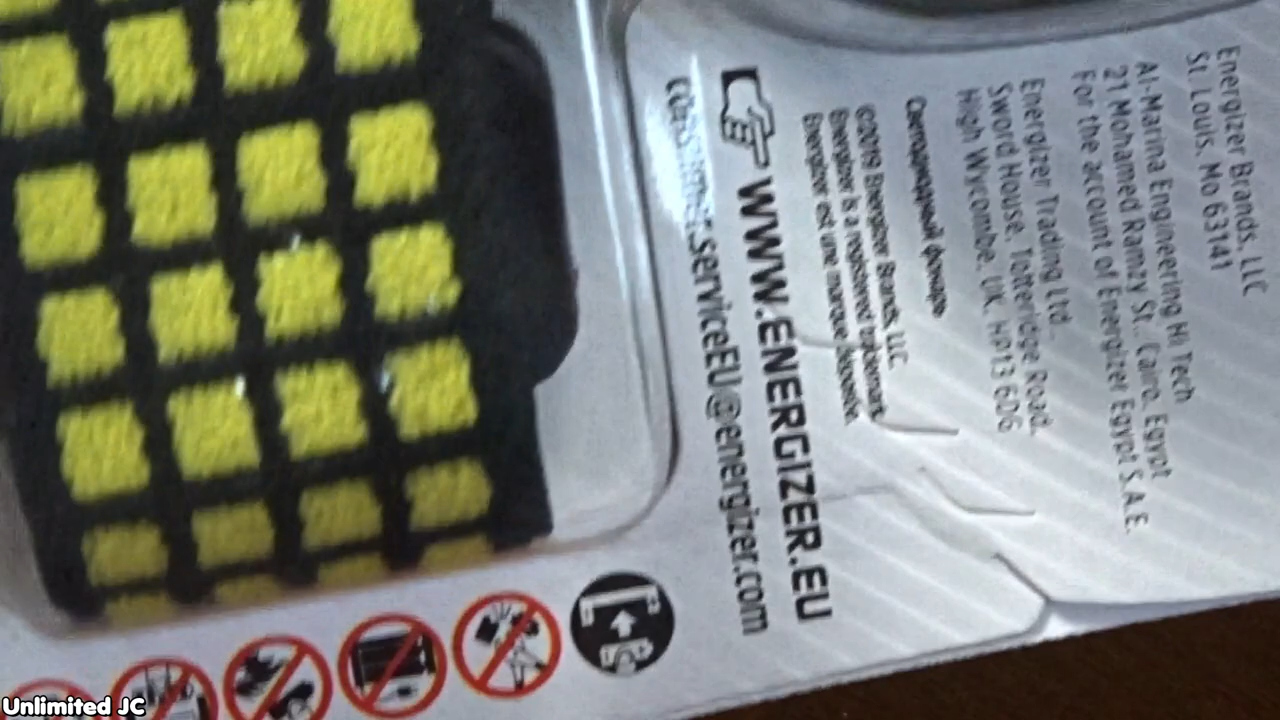 Energizer Brands, LLC
St Louis, Mo 63141
Al-Marina Engineering Hi Tech
21 Mohamed Ramzy St., Cairo, Egypt
For the account of Energizer Egypt S.A.E.
Energizer Trading Ltd.
Sword House, Totteridge Road,
High Wycombe, UK, HP13 6DG
Светодиодный фонарь
©2019 Energizer Brands, LLC
Energizer is a registered trademark
Energizer est une marque déposée.
WWW.ENERGIZER.EU
consumer.serviceEU@energizer.com
Unlimited JC